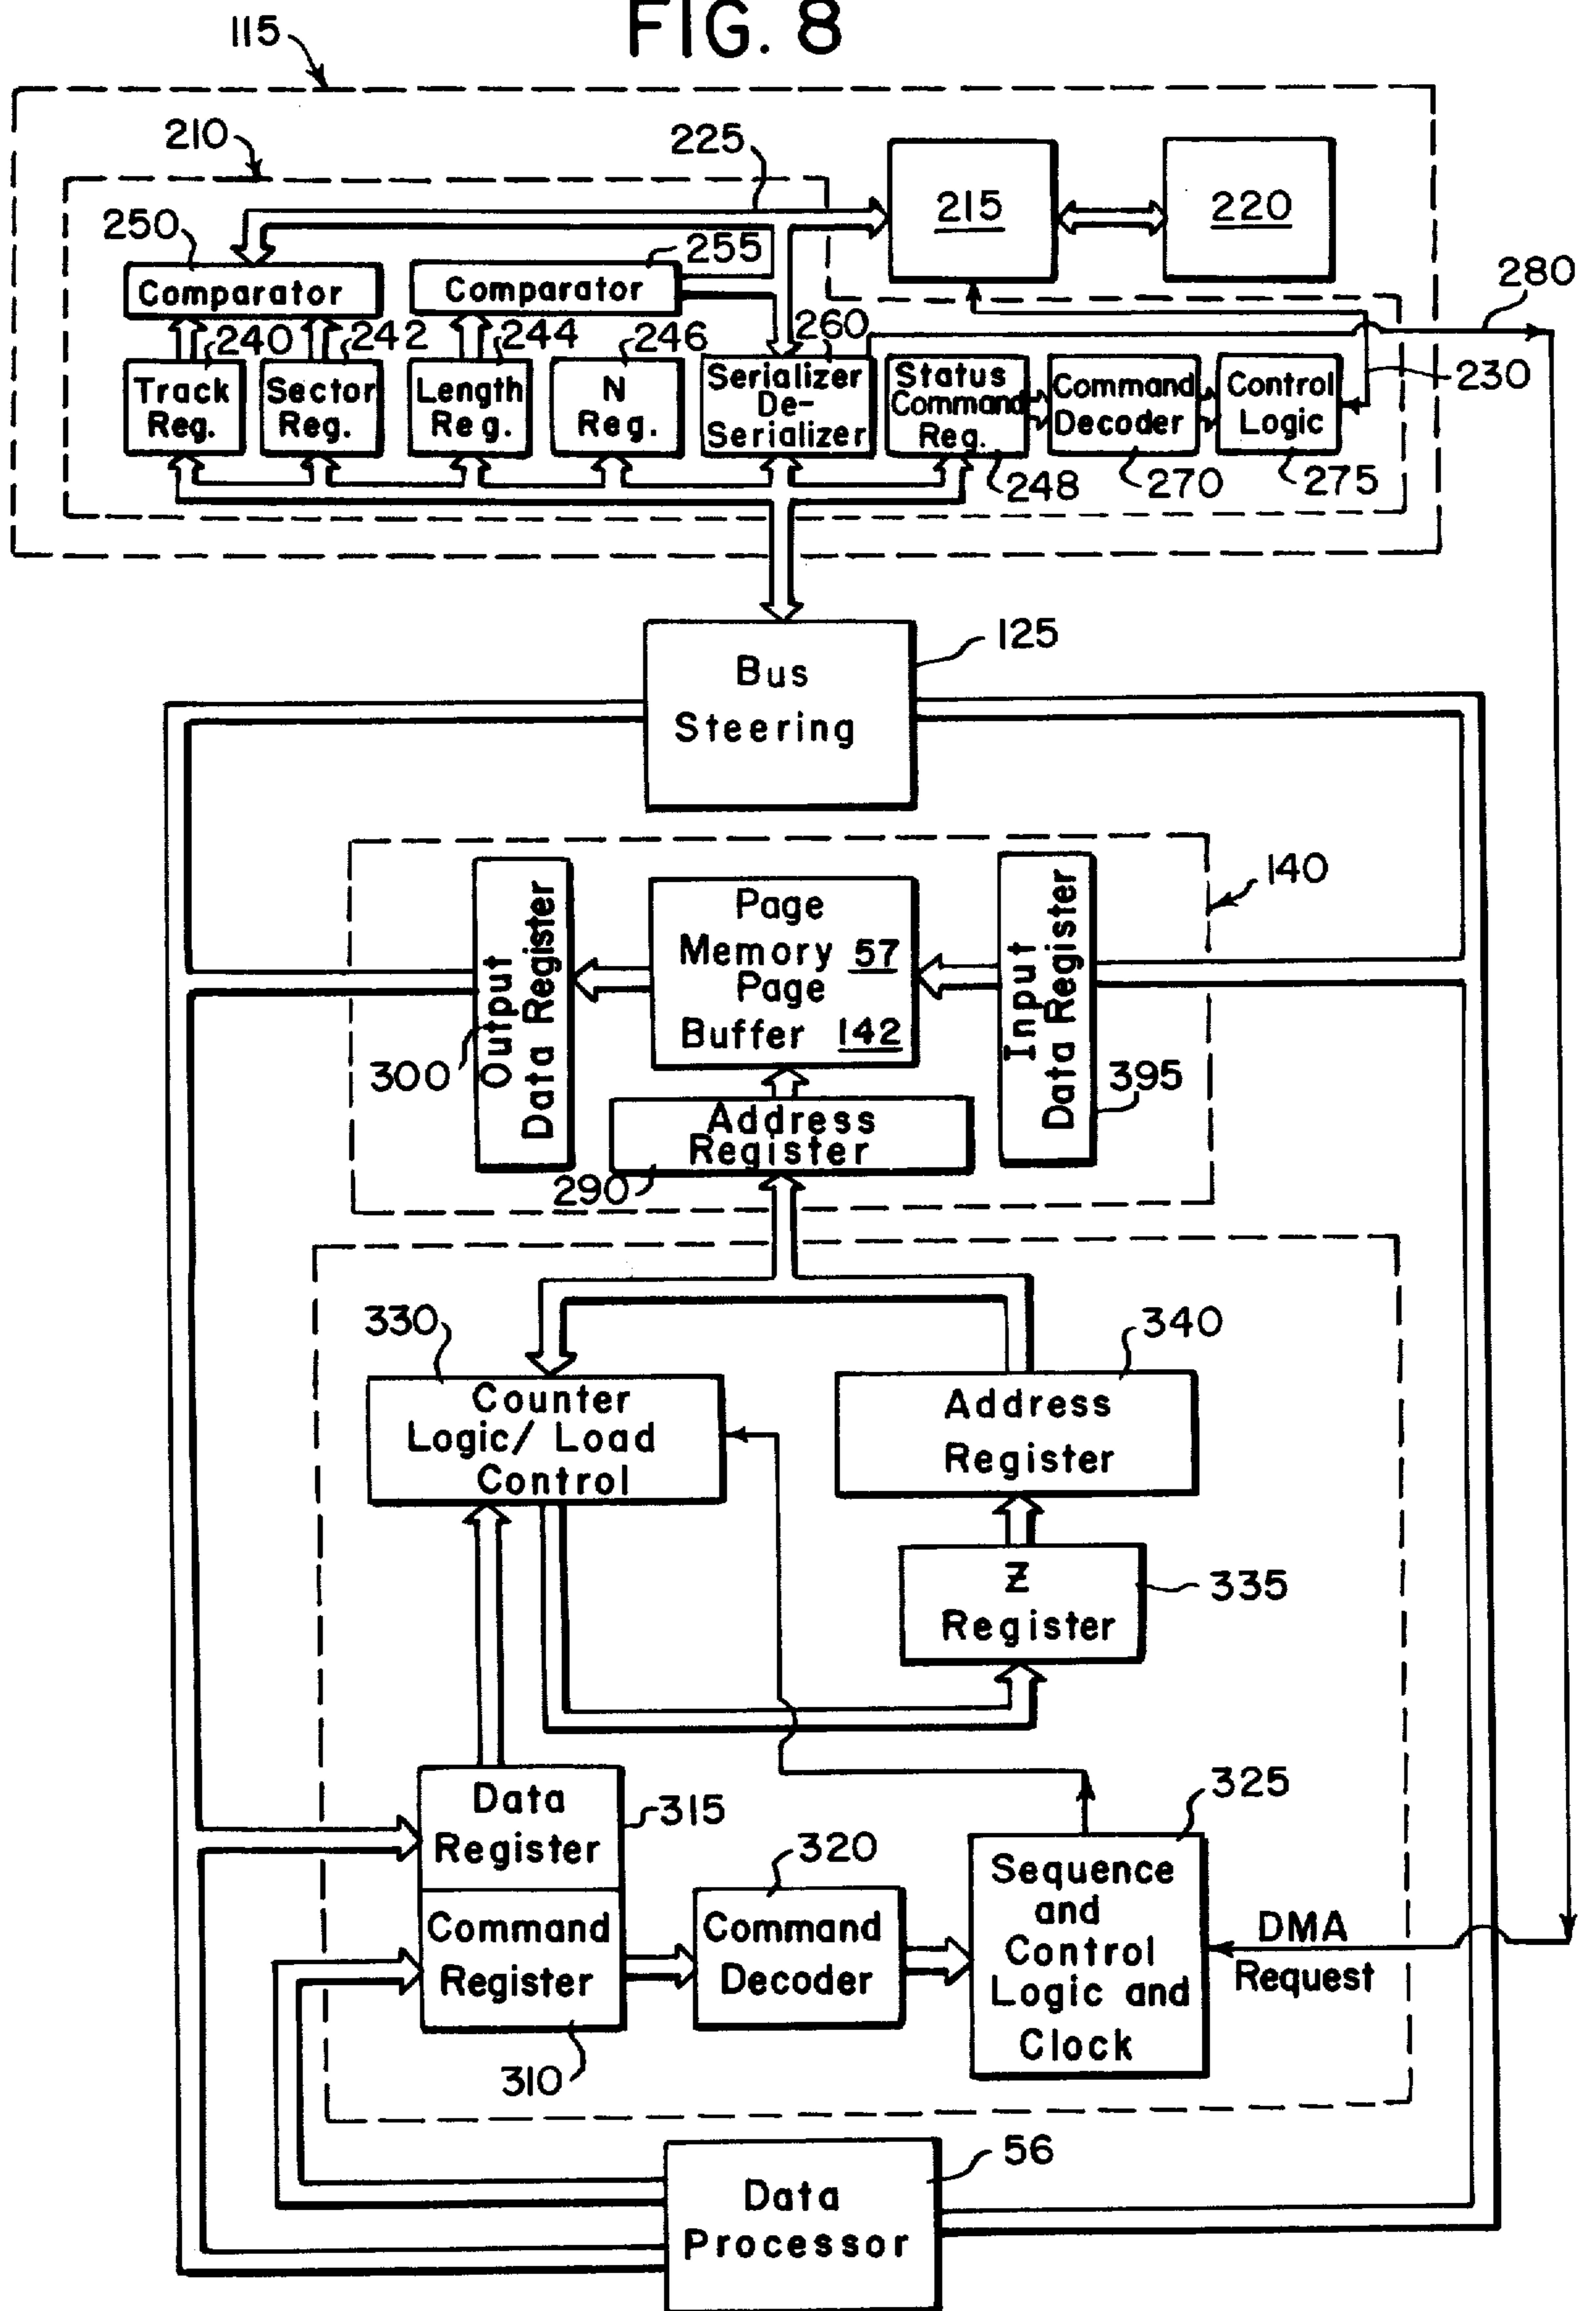 FIG. 8
115
210
225
215
220
250
255
280
Comparator
Comparator
240
242
244
246
260
230
Track
Reg.
Sector
Reg.
Length
Reg.
N
Reg.
Serializer
De-
Serializer
Status
Command
Reg.
Command
Decoder
Control
Logic
248
270
275
125
Bus
Steering
140
Output
Data Register
Page
Memory 57
Page
Buffer 142
Input
Data Register
300
395
Address
Register
290
330
340
Counter
Logic/ Load
Control
Address
Register
Z
Register
335
325
Data
Register
315
320
Command
Register
Command
Decoder
Sequence
and
Control
Logic and
Clock
DMA
Request
310
56
Data
Processor